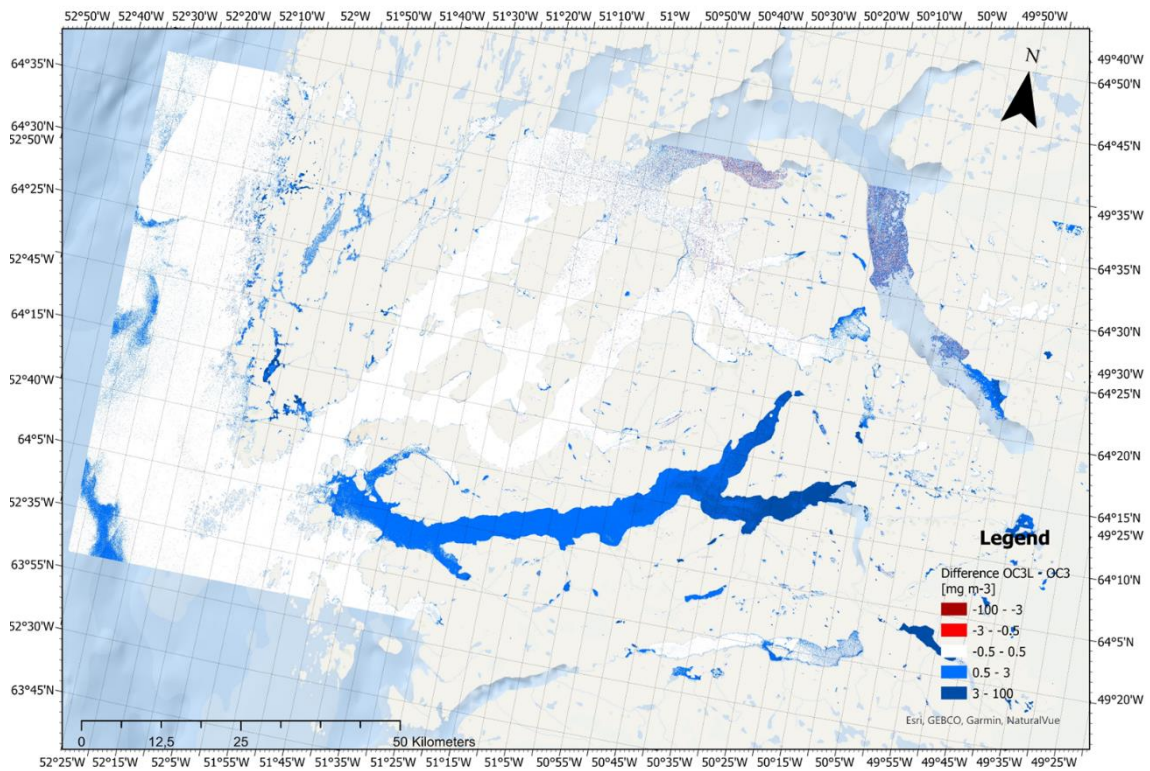 52°50'W 52°40'W 52°30'W 52°20'W 52°10'W 52°0'W 51°50'W 51°40'W 51°30'W 51°20'W 51°10'W 51°W 50°50'W 50°40'W 50°30'W 50°20'W 50°10'W 50°W 49°50'W
N
64°35'N
49°40'W
64°50'N
64°30'N
52°50'W
64°45'N
64°25'N
49°35'W
52°45'W
64°35'N
64°15'N
64°30'N
52°40'W
49°30'W
64°25'N
64°5'N
64°20'N
52°35'W
64°15'N
49°25'W
Legend
63°55'N
Difference OC3L - OC3
[mg m-3]
64°10'N
-100 - -3
-3 - -0.5
52°30'W
-0.5 - 0.5
64°5'N
0.5 - 3
63°45'N
3 - 100
49°20'W
Esri, GEBCO, Garmin, NaturalVue
64°N
0 12,5 25 50 Kilometers
52°25'W 52°15'W 52°5'W 51°55'W 51°45'W 51°35'W 51°25'W 51°15'W 51°5'W 50°55'W 50°45'W 50°35'W 50°25'W 50°15'W 50°5'W 49°55'W 49°45'W 49°35'W 49°25'W